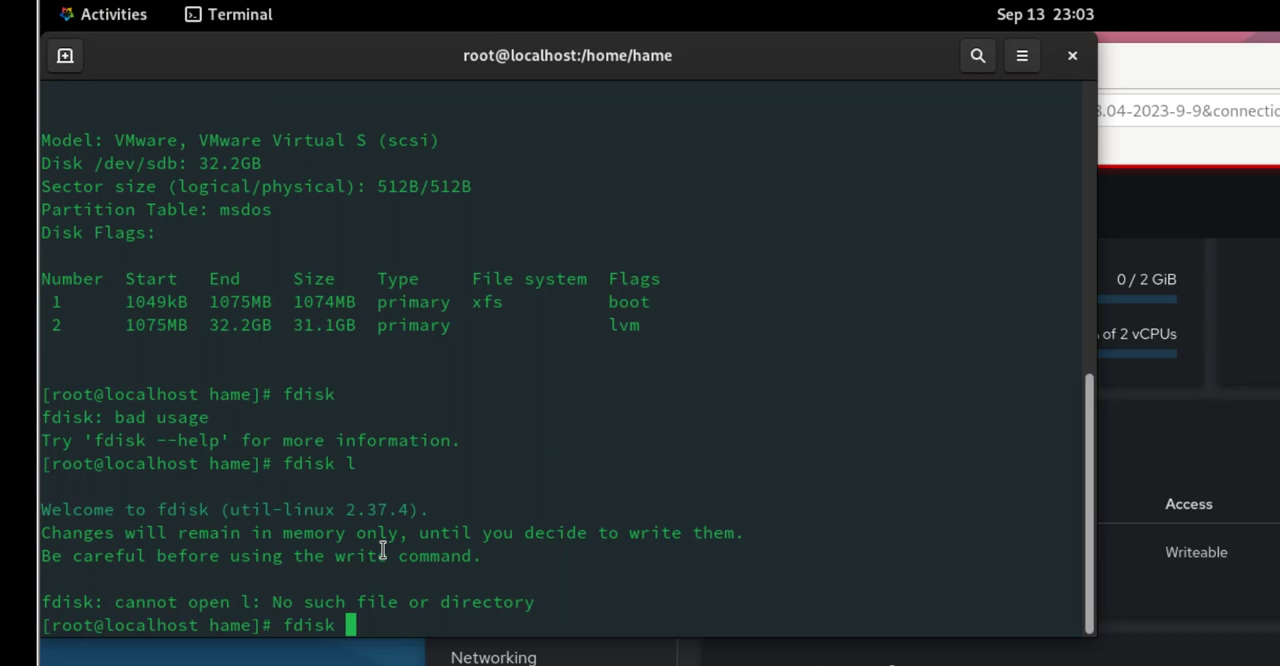 Activities Terminal Sep 13 23:03
root@localhost:/home/hame
Model: VMware, VMware Virtual S (scsi)
Disk /dev/sdb: 32.2GB
Sector size (logical/physical): 512B/512B
Partition Table: msdos
Disk Flags:
Number Start End Size Type File system Flags
1 1049kB 1075MB 1074MB primary xfs boot
2 1075MB 32.2GB 31.1GB primary lvm
[root@localhost hame]# fdisk
fdisk: bad usage
Try 'fdisk --help' for more information.
[root@localhost hame]# fdisk l
Welcome to fdisk (util-linux 2.37.4).
Changes will remain in memory only, until you decide to write them.
Be careful before using the write command.
fdisk: cannot open l: No such file or directory
[root@localhost hame]# fdisk
.04-2023-9-9&connectio
0 / 2 GiB
of 2 vCPUs
Access
Writeable
Networking